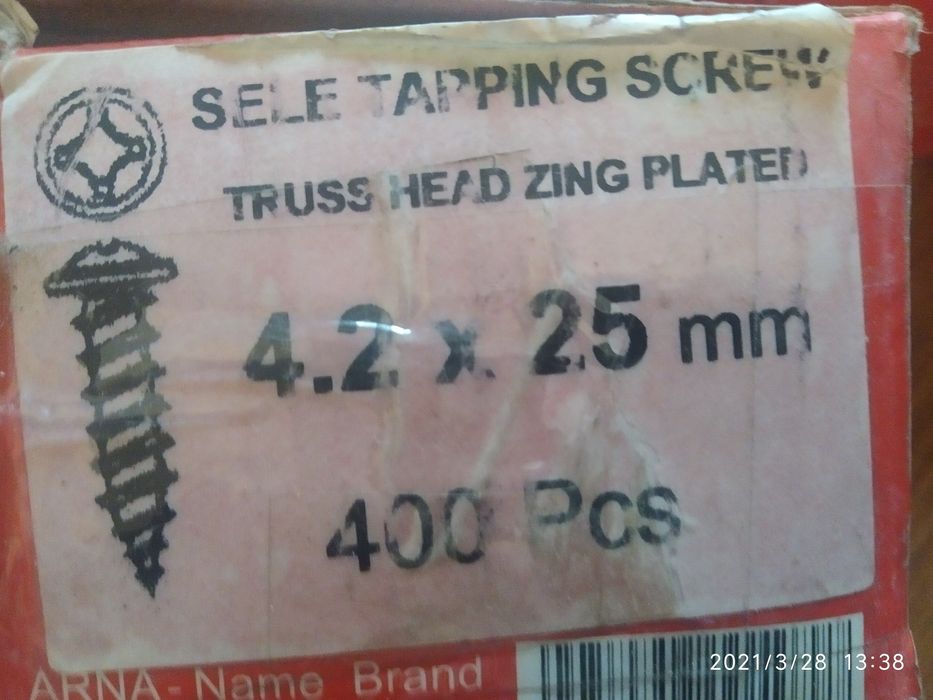 SELE TAPPING SCREW
TRUSS HEAD ZING PLATED
4.2 x 25 mm
400 Pcs
ARNA - Name Brand
2021/3/28 13:38